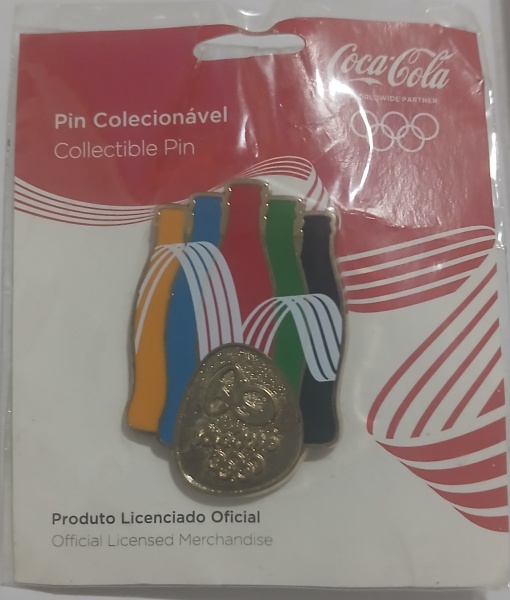 Coca-Cola
WORLDWIDE PARTNER
Pin Colecionável
Collectible Pin
Produto Licenciado Oficial
Official Licensed Merchandise